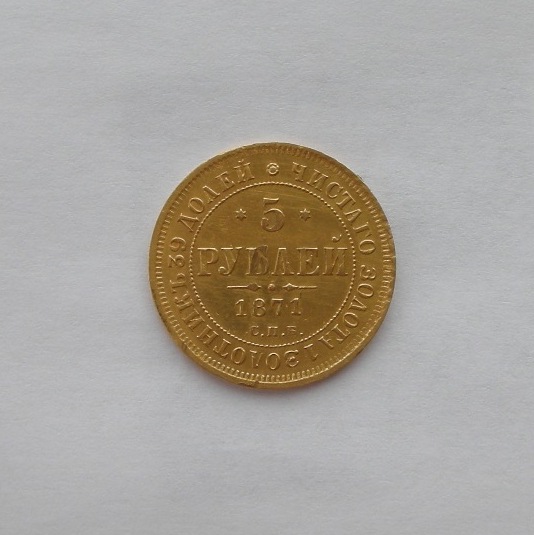 5
РУБЛЕЙ
1871
С.П.Б.
ЧИСТАГО ЗОЛОТА 1 ЗОЛОТНИКЪ 39 ДОЛЕЙ